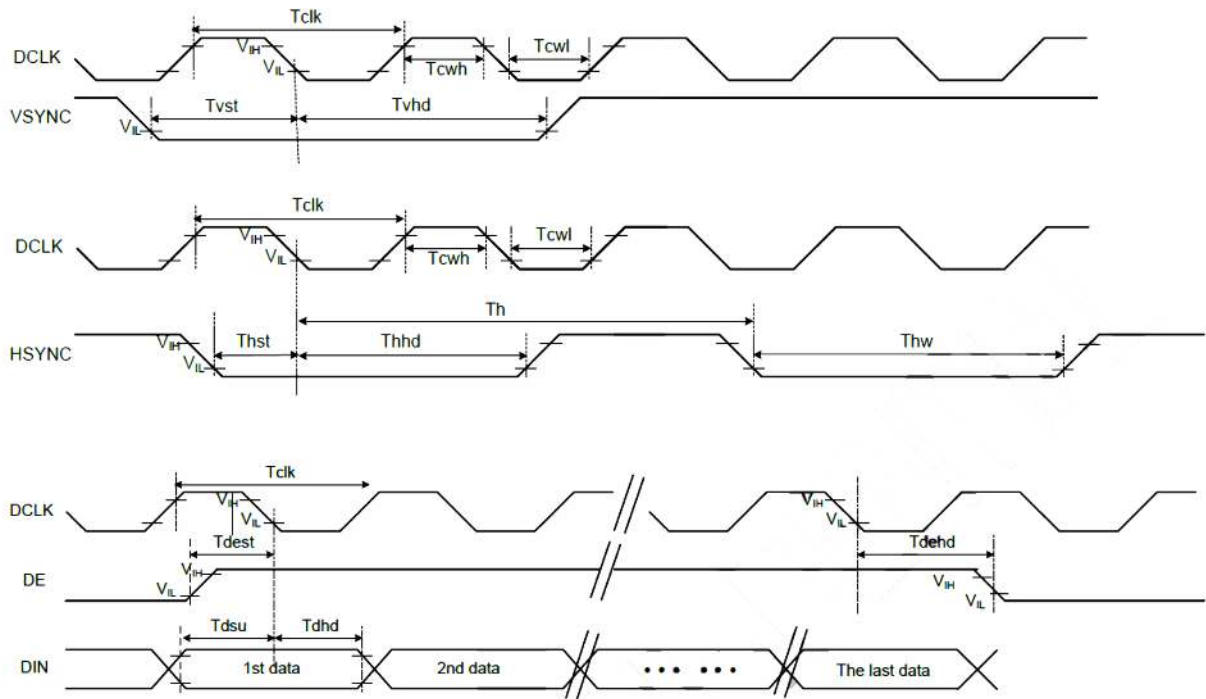 Tclk
DCLK VIH VIL Tcwh Tcwl
VSYNC VIL Tvst Tvhd
Tclk
DCLK VIH VIL Tcwh Tcwl
Th
HSYNC VIH VIL Thst Thhd Thw
Tclk
DCLK VIH VIL VIH VIL
Tdest Tdehd
DE VIH VIL VIH VIL
Tdsu Tdhd
DIN 1st data 2nd data ••• ••• The last data